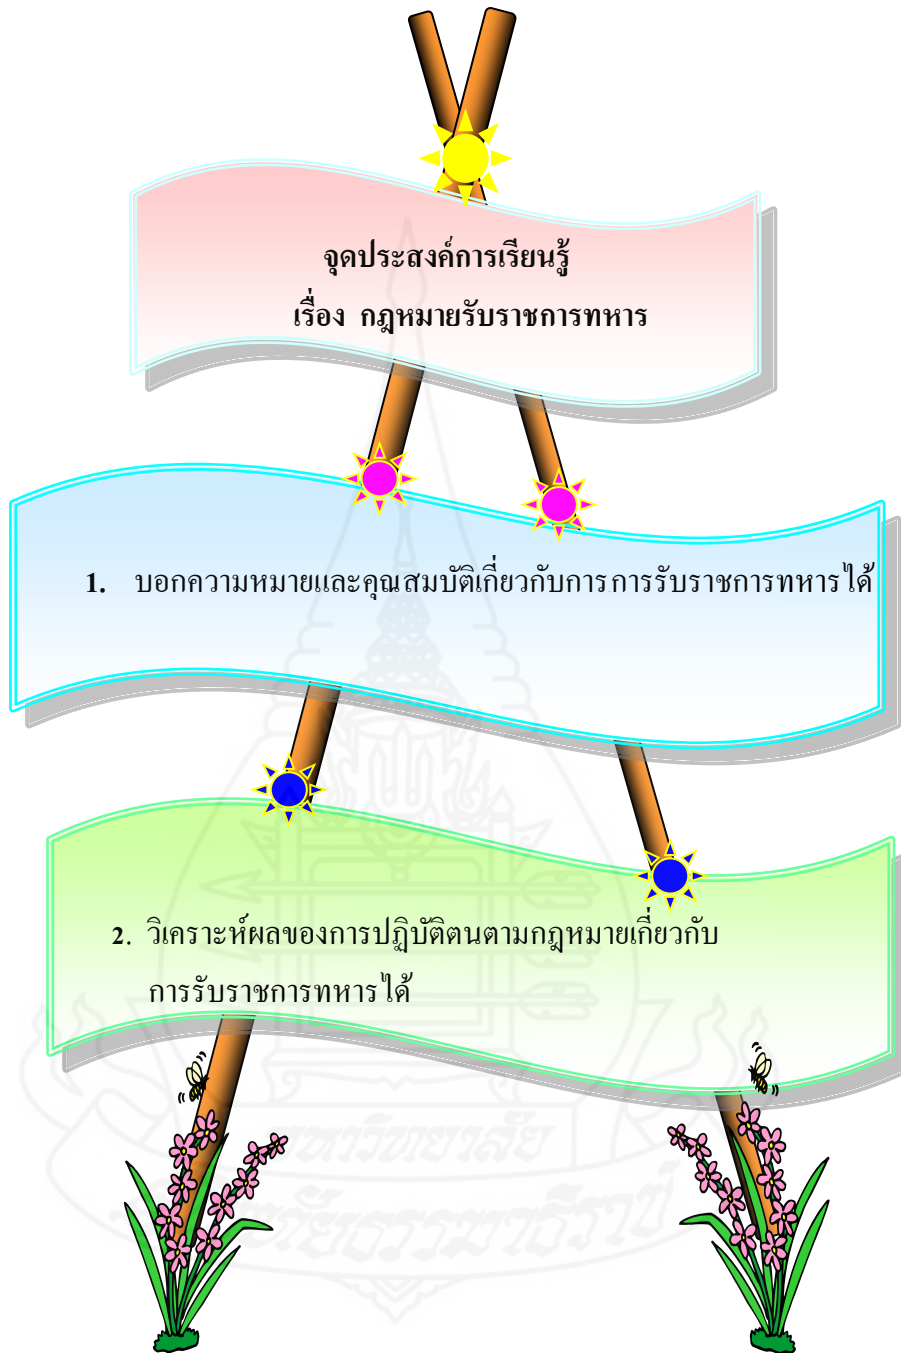 จุดประสงค์การเรียนรู้
เรื่อง กฎหมายรับราชการทหาร
1. บอกความหมายและคุณสมบัติเกี่ยวกับการการรับราชการทหารได้
2. วิเคราะห์ผลของการปฏิบัติตนตามกฎหมายเกี่ยวกับ
การรับราชการทหารได้